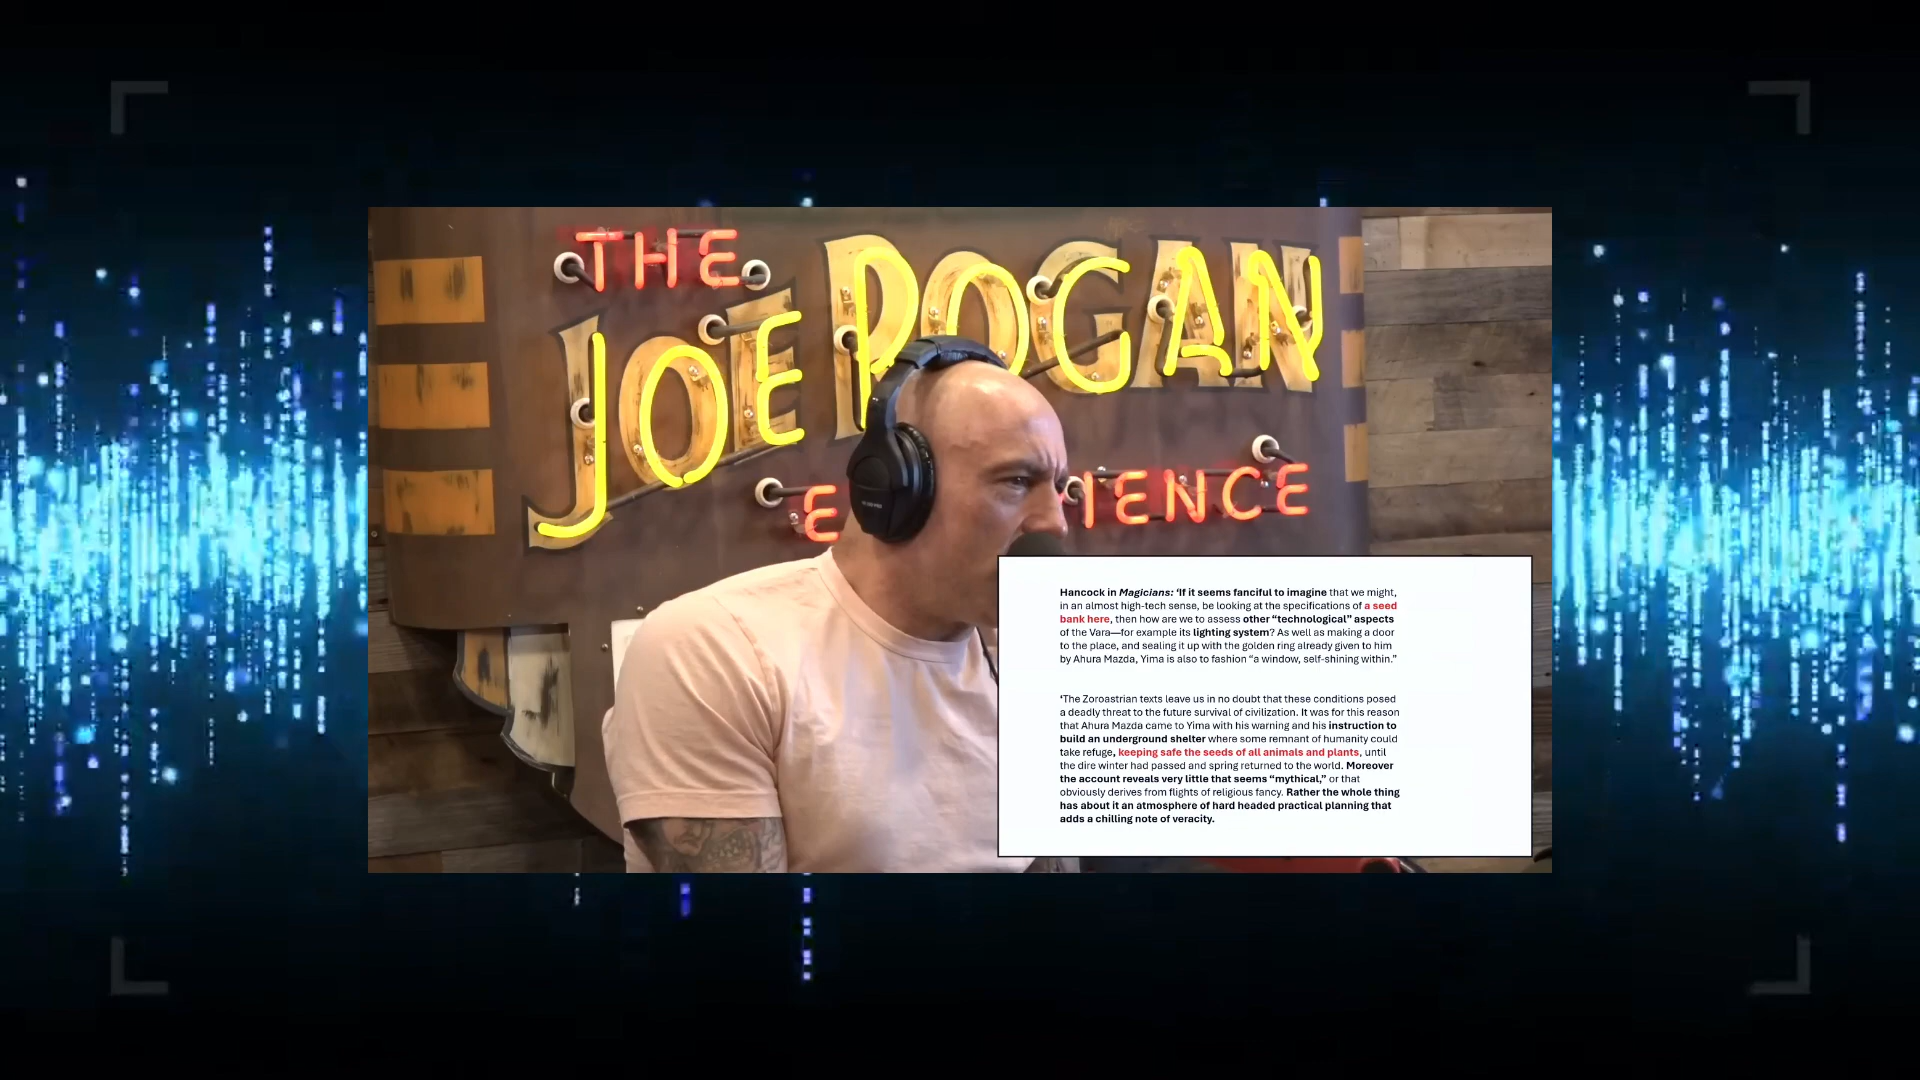 THE
JOE ROGAN
E IENCE
Hancock in Magicians: ‘If it seems fanciful to imagine that we might,
in an almost high-tech sense, be looking at the specifications of a seed
bank here, then how are we to assess other “technological” aspects
of the Vara—for example its lighting system? As well as making a door
to the place, and sealing it up with the golden ring already given to him
by Ahura Mazda, Yima is also to fashion “a window, self-shining within.”
‘The Zoroastrian texts leave us in no doubt that these conditions posed
a deadly threat to the future survival of civilization. It was for this reason
that Ahura Mazda came to Yima with his warning and his instruction to
build an underground shelter where some remnant of humanity could
take refuge, keeping safe the seeds of all animals and plants, until
the dire winter had passed and spring returned to the world. Moreover
the account reveals very little that seems “mythical,” or that
obviously derives from flights of religious fancy. Rather the whole thing
has about it an atmosphere of hard headed practical planning that
adds a chilling note of veracity.